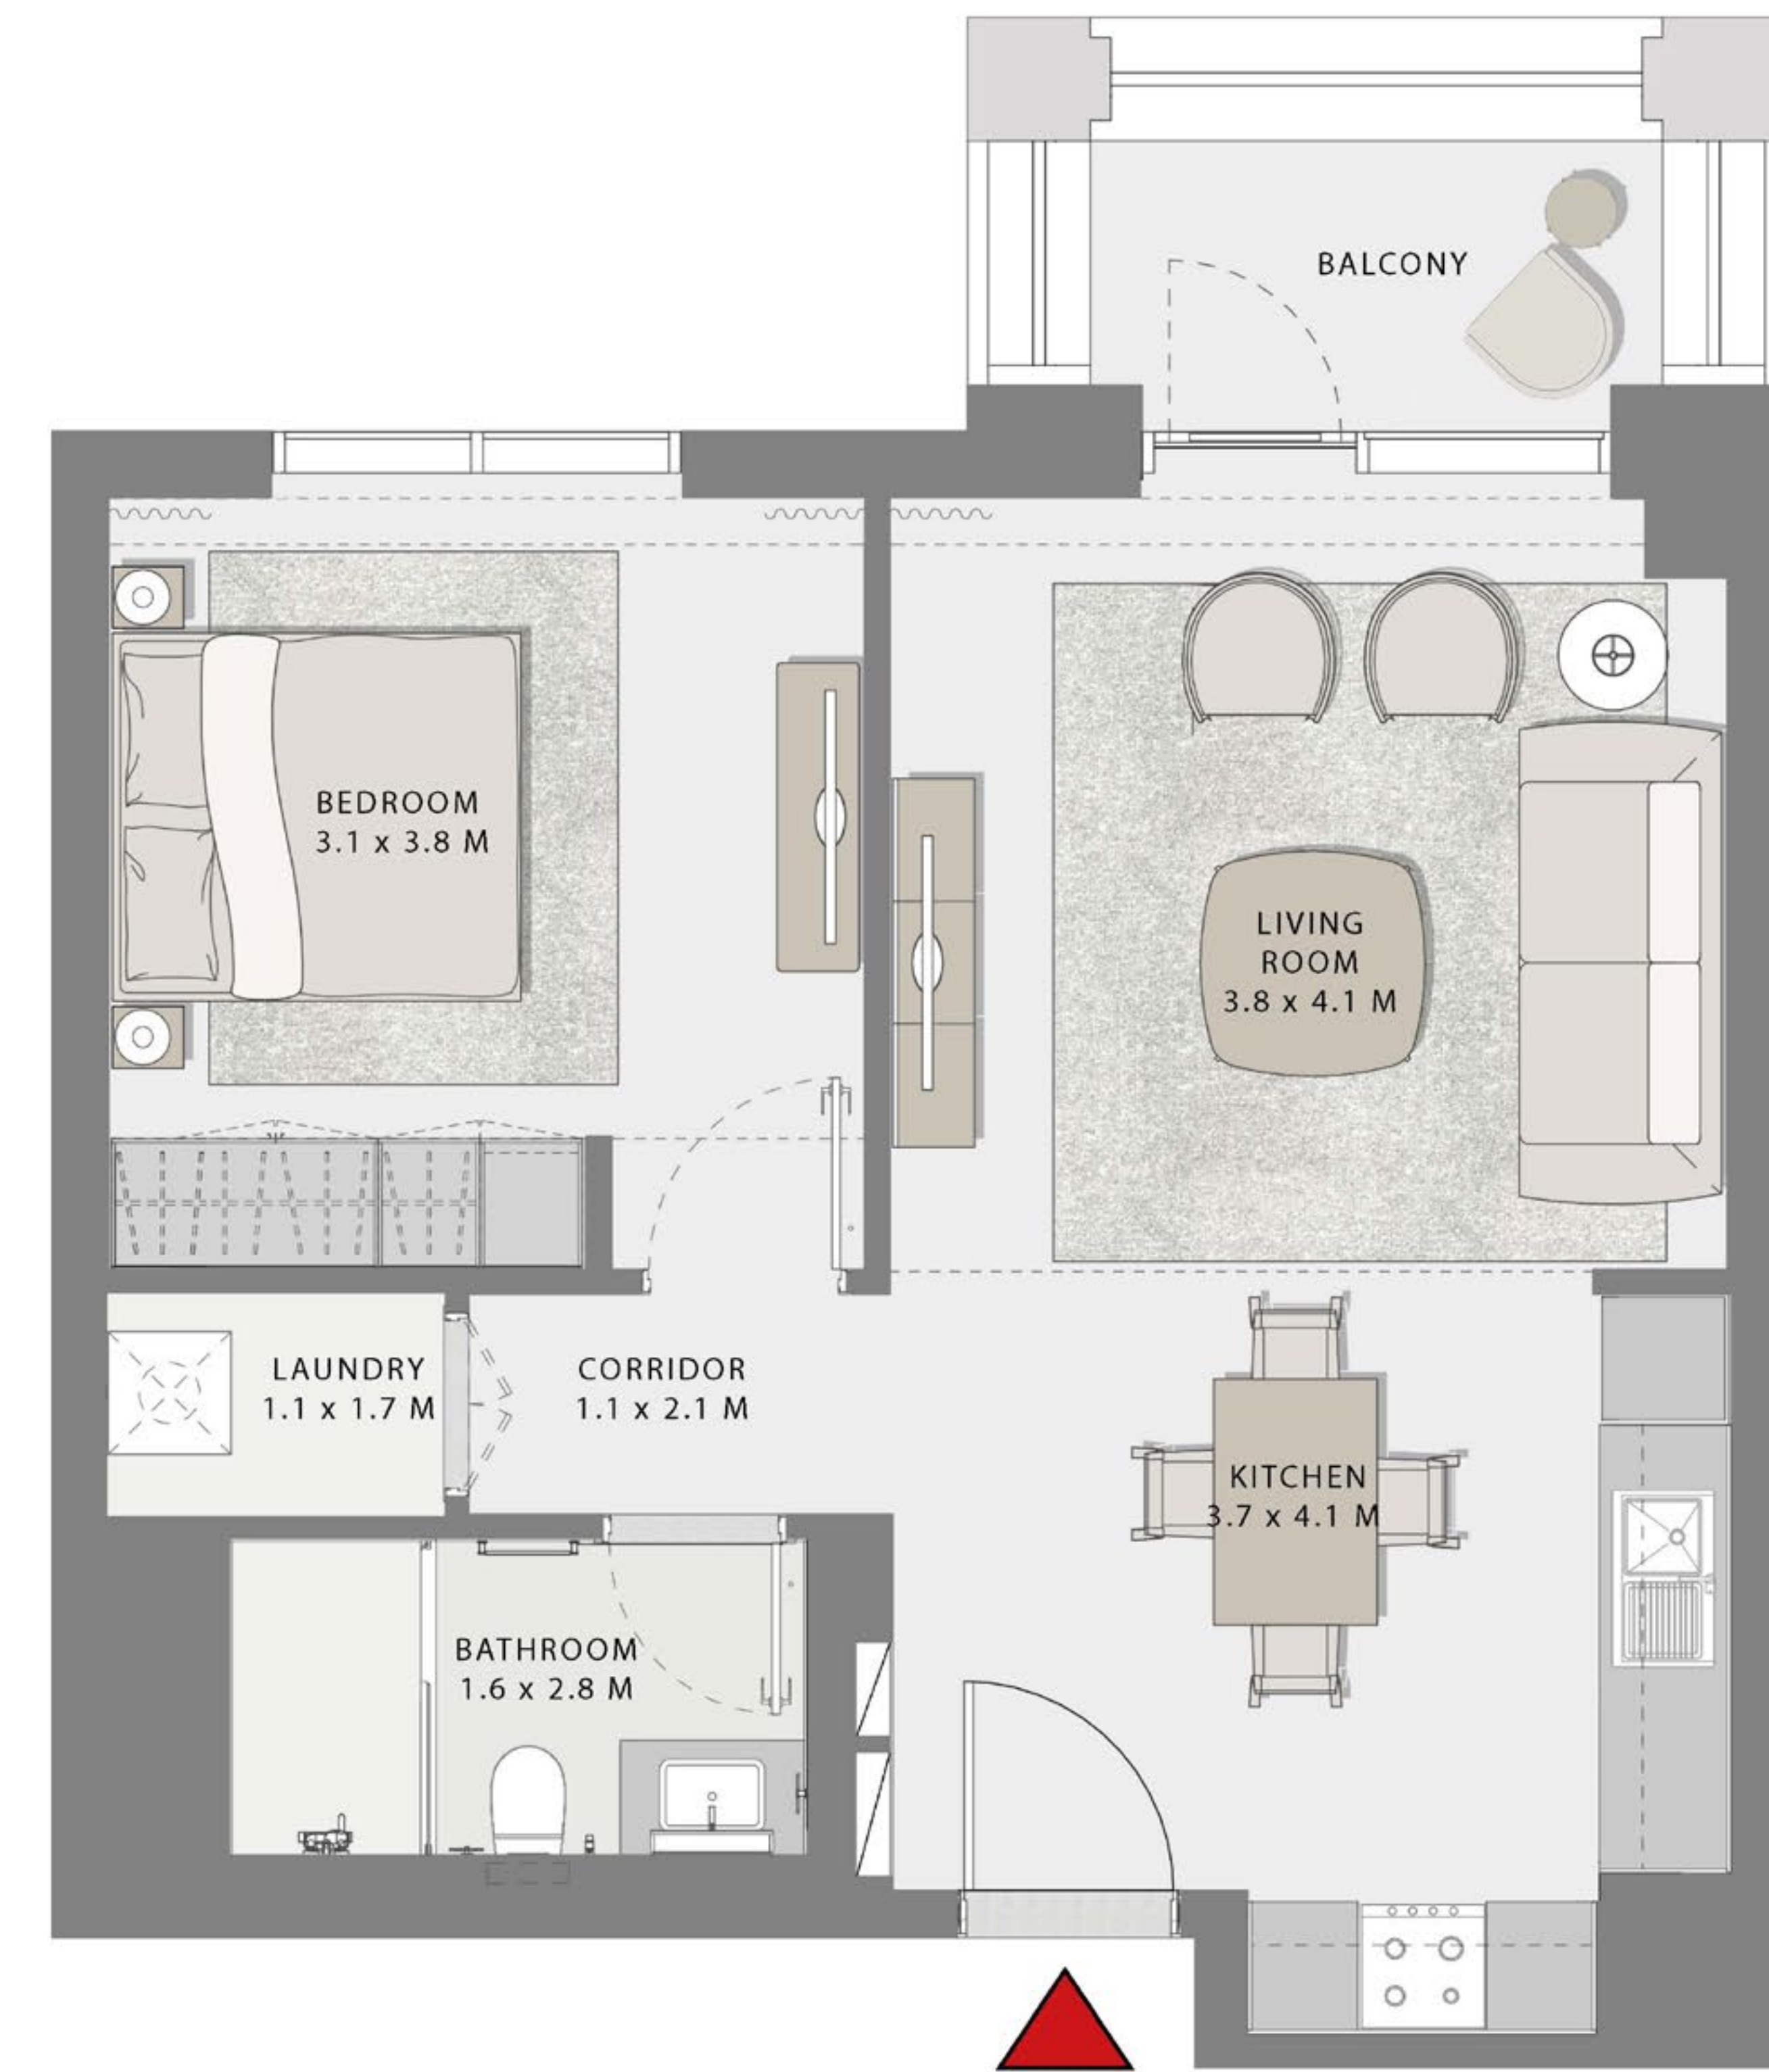 BALCONY
BEDROOM
3.1 x 3.8 M
LIVING
ROOM
3.8 x 4.1 M
LAUNDRY
1.1 x 1.7 M
CORRIDOR
1.1 x 2.1 M
KITCHEN
3.7 x 4.1 M
BATHROOM
1.6 x 2.8 M